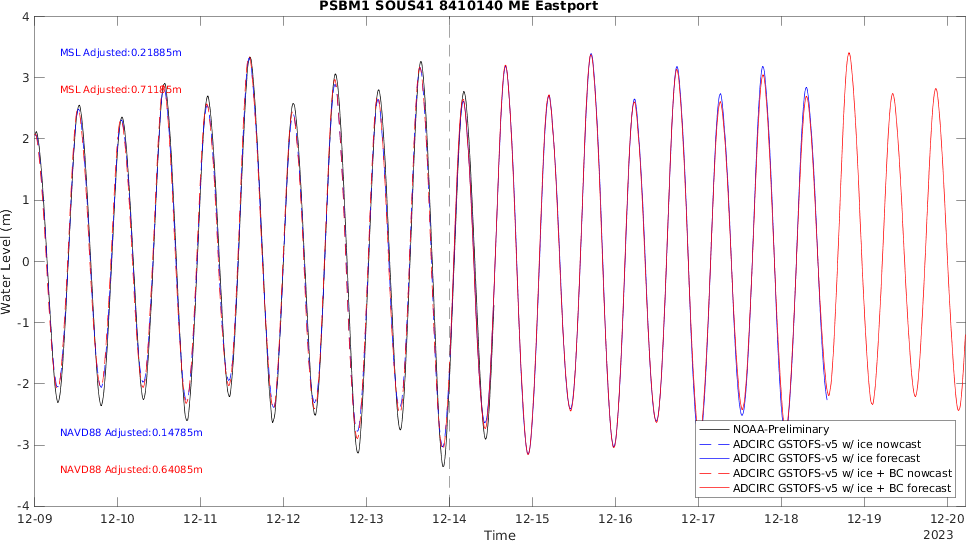 PSBM1 SOUS41 8410140 ME Eastport
4
3
2
1
0
-1
-2
-3
-4
Water Level (m)
MSL Adjusted:0.21885m
MSL Adjusted:0.71185m
NAVD88 Adjusted:0.14785m
NAVD88 Adjusted:0.64085m
NOAA-Preliminary
ADCIRC GSTOFS-v5 w/ ice nowcast
ADCIRC GSTOFS-v5 w/ ice forecast
ADCIRC GSTOFS-v5 w/ ice + BC nowcast
ADCIRC GSTOFS-v5 w/ ice + BC forecast
12-09 12-10 12-11 12-12 12-13 12-14 12-15 12-16 12-17 12-18 12-19 12-20
2023
Time